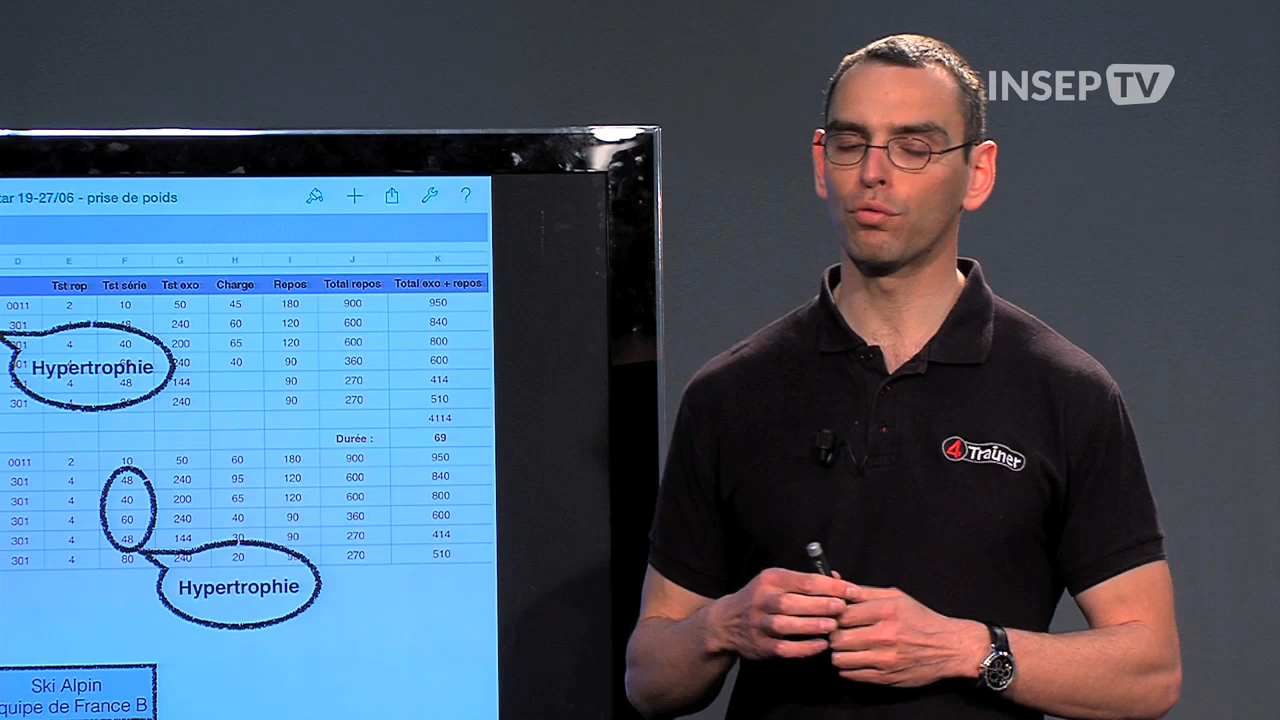 INSEP TV
tar 19-27/06 - prise de poids
D E F G H I J K
Tst rep Tst série Tst exo Charge Repos Total repos Total exo + repos
0011 2 10 50 45 180 900 950
301 240 60 120 600 840
301 4 40 200 65 120 600 800
Hypertrophie
240 40 90 360 600
301 4 48 144 90 270 414
301 240 90 270 510
4114
Durée : 69
0011 2 10 50 60 180 900 950
301 4 48 240 95 120 600 840
301 4 40 200 65 120 600 800
301 4 60 240 40 90 360 600
301 4 48 144 30 90 270 414
301 4 80 240 20 270 510
Hypertrophie
Ski Alpin
quipe de France B
4 Trainer